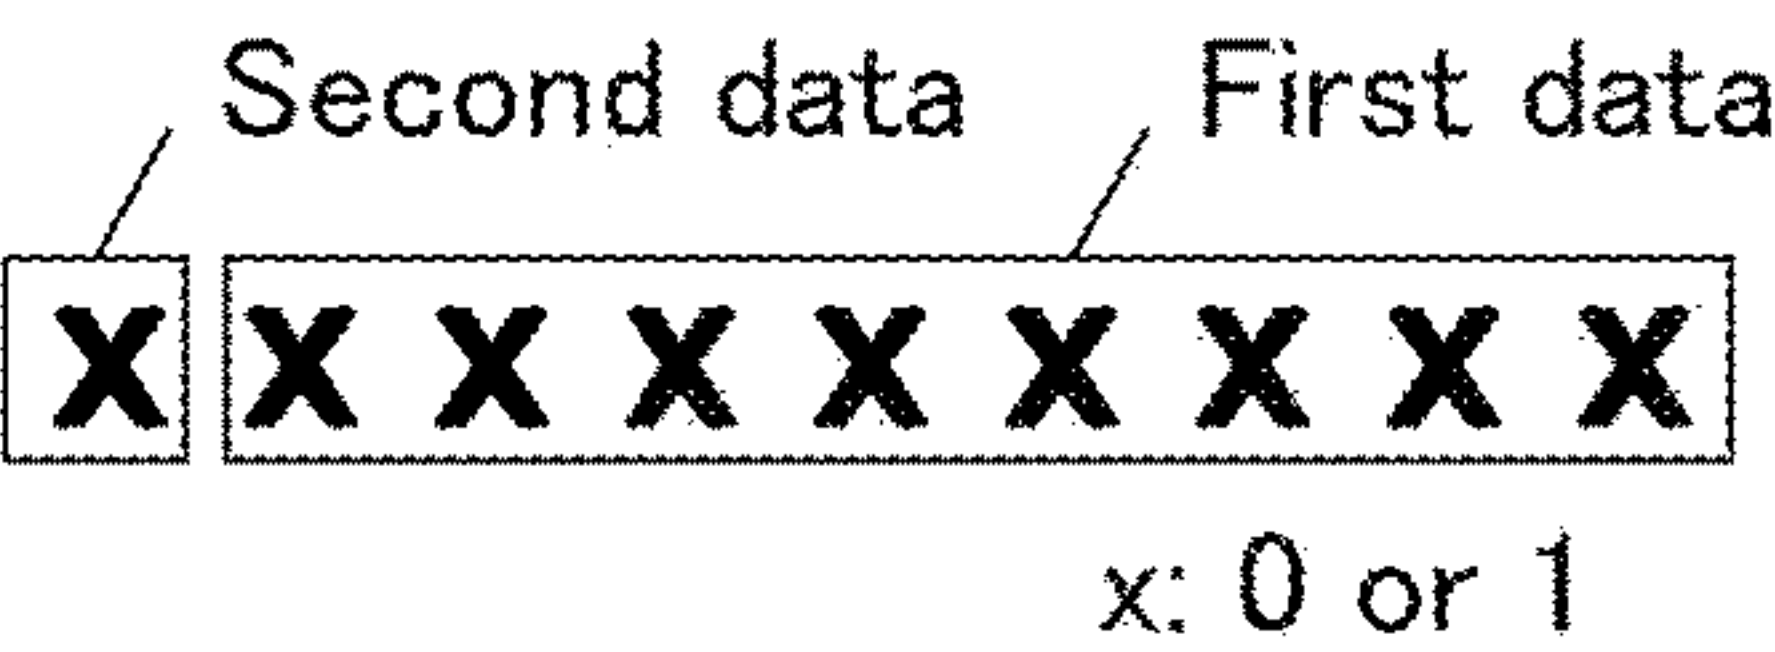 Second data First data
x x x x x x x x x
x: 0 or 1